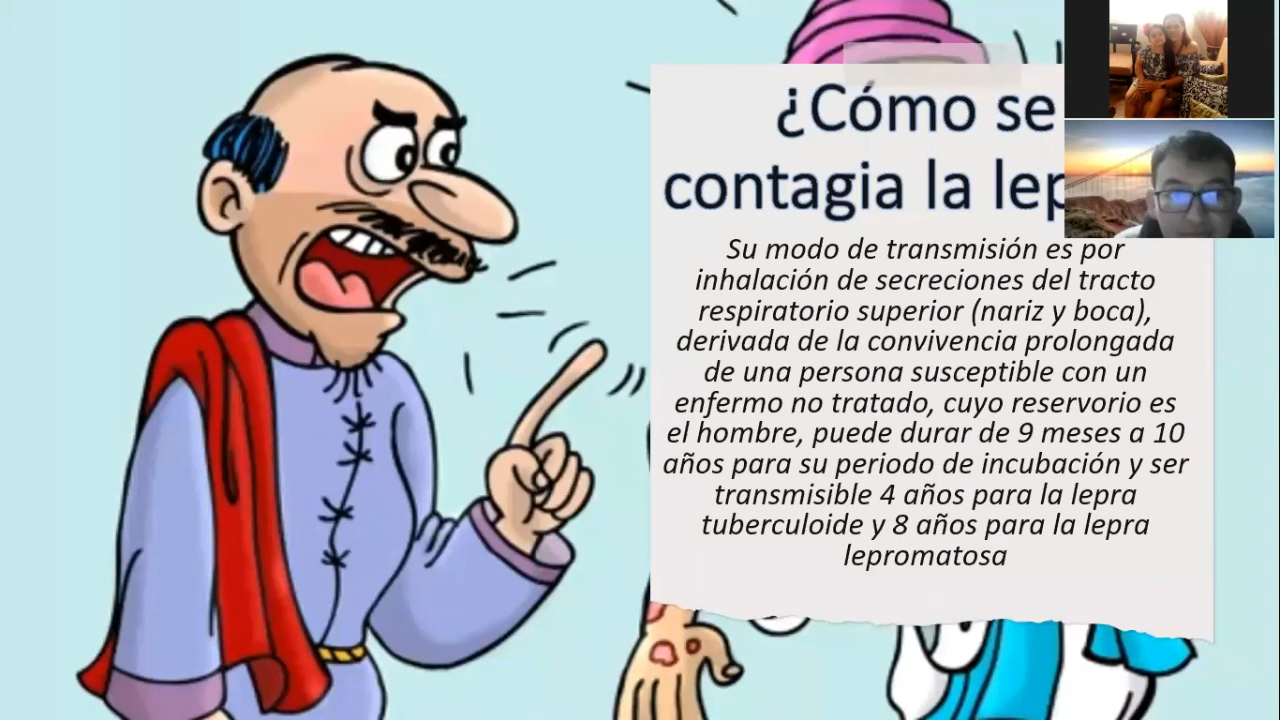 ¿Cómo se
contagia la
Su modo de transmisión es por
inhalación de secreciones del tracto
respiratorio superior (nariz y boca),
derivada de la convivencia prolongada
de una persona susceptible con un
enfermo no tratado, cuyo reservorio es
el hombre, puede durar de 9 meses a 10
años para su periodo de incubación y ser
transmisible 4 años para la lepra
tuberculoide y 8 años para la lepra
lepromatosa